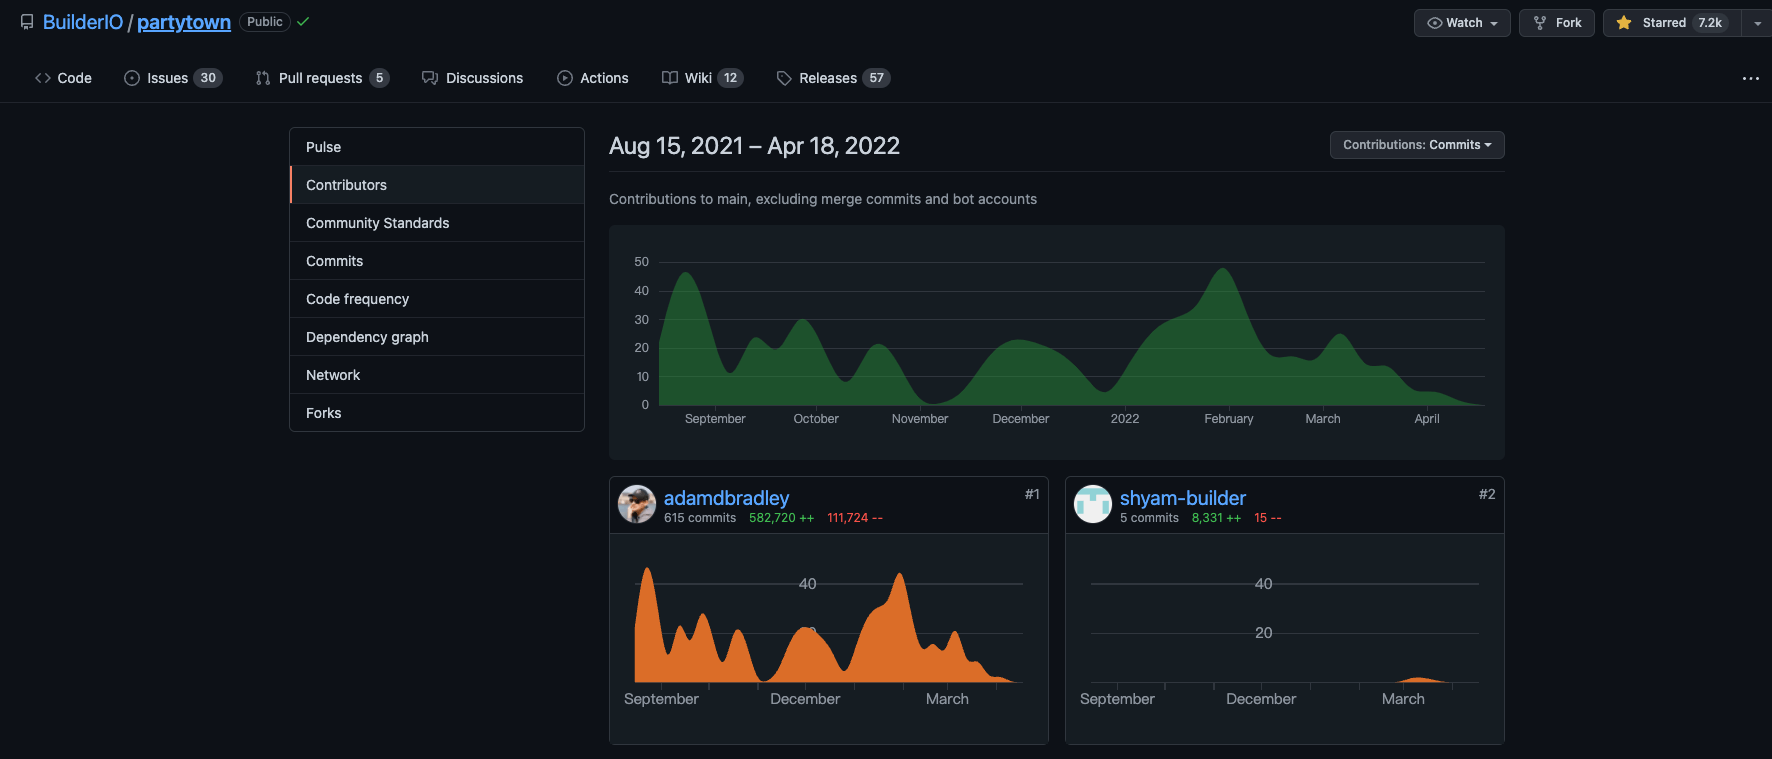 BuilderIO / partytown Public
Watch Fork Starred 7.2k
Code Issues 30 Pull requests 5 Discussions Actions Wiki 12 Releases 57
Pulse
Contributors
Community Standards
Commits
Code frequency
Dependency graph
Network
Forks
Aug 15, 2021 – Apr 18, 2022
Contributions: Commits
Contributions to main, excluding merge commits and bot accounts
50
40
30
20
10
0
September October November December 2022 February March April
adamdbradley #1
615 commits 582,720 ++ 111,724 --
40
September December March
shyam-builder #2
5 commits 8,331 ++ 15 --
40
20
September December March